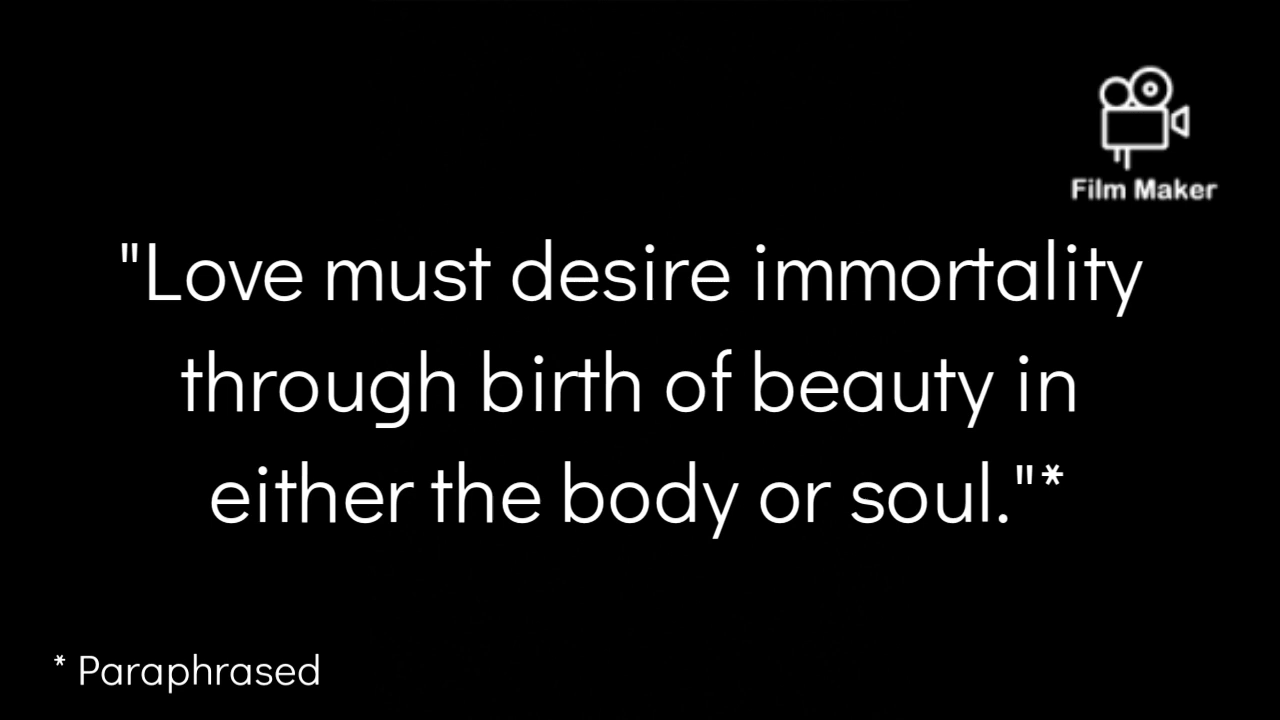 Film Maker
"Love must desire immortality
through birth of beauty in
either the body or soul."*
* Paraphrased